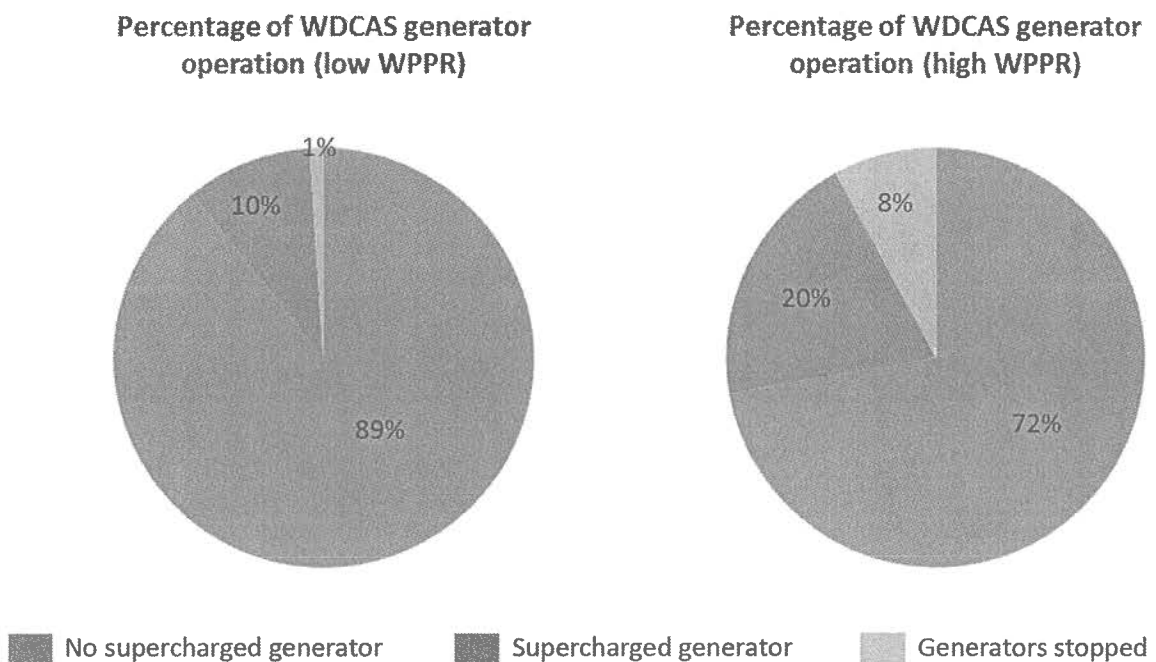 Percentage of WDCAS generator
operation (low WPPR)
1%
10%
89%
Percentage of WDCAS generator
operation (high WPPR)
8%
20%
72%
No supercharged generator
Supercharged generator
Generators stopped